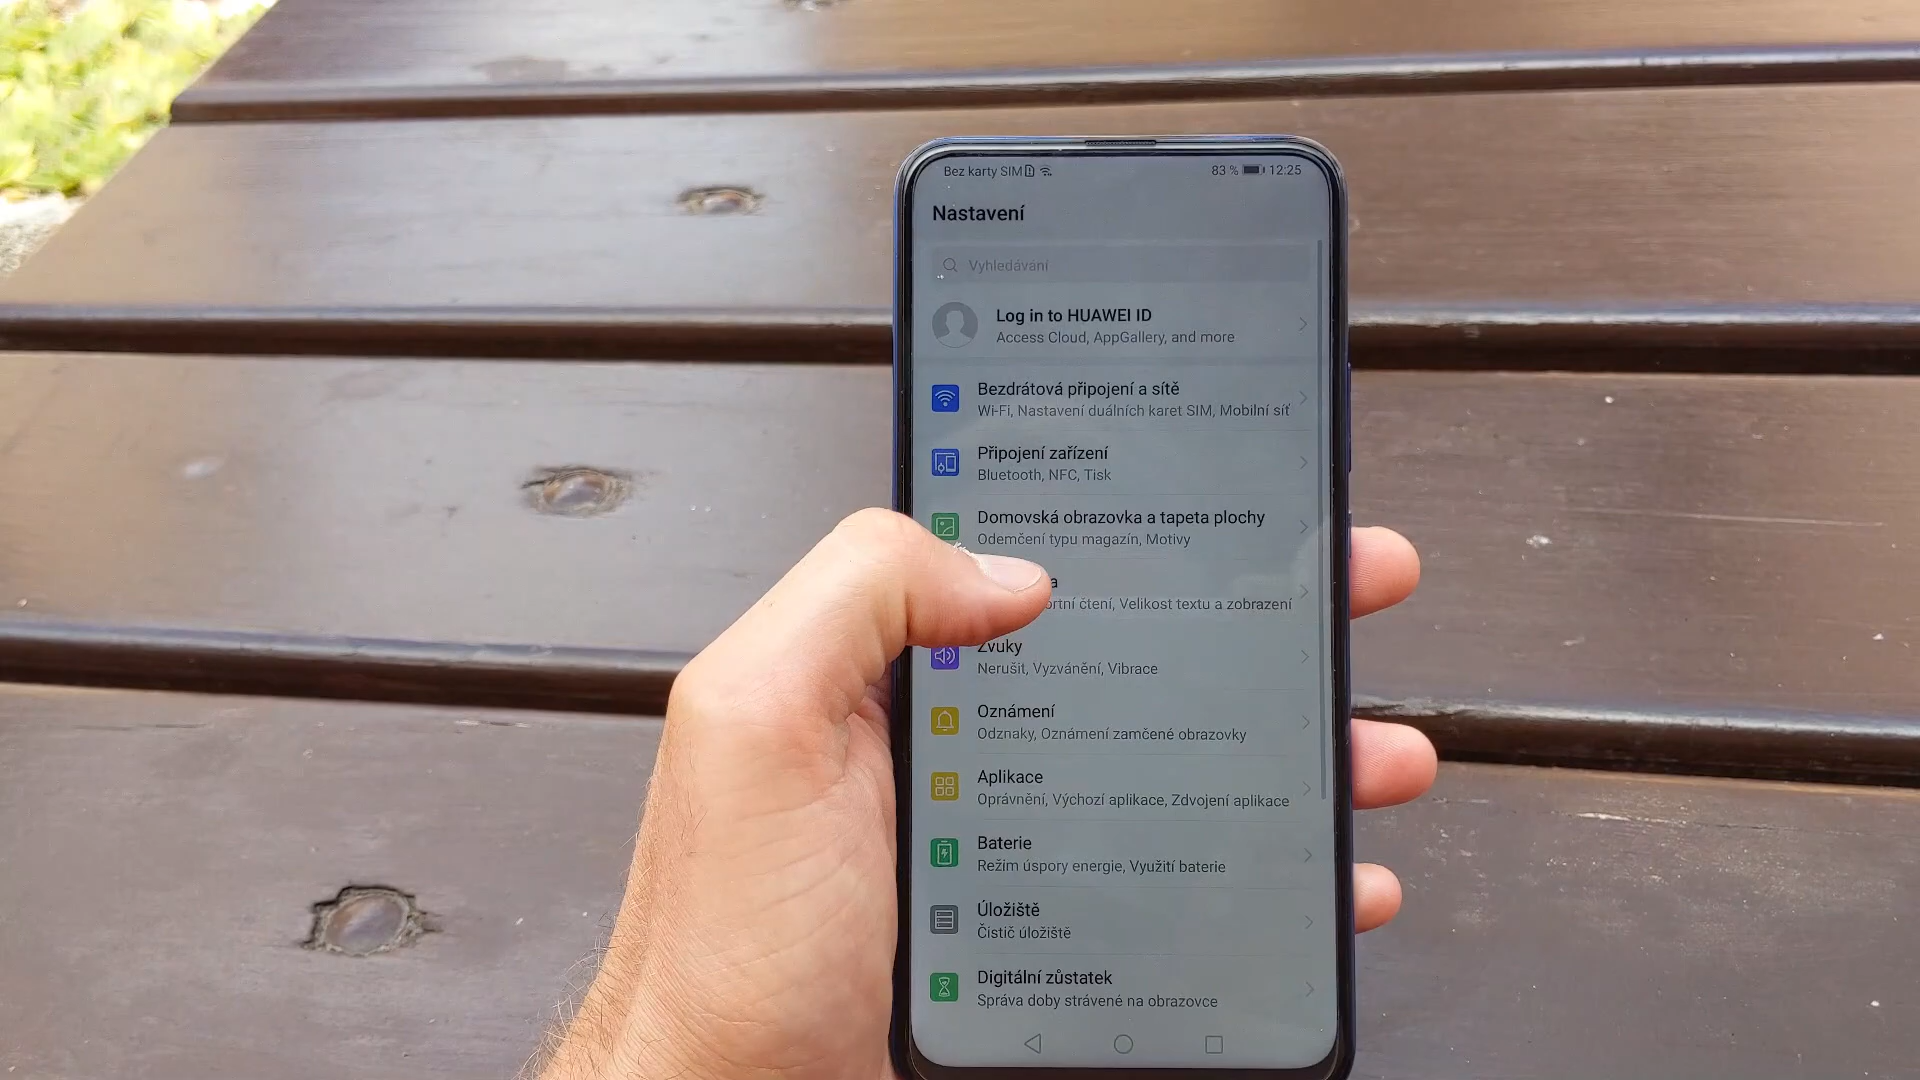 Bez karty SIM
83 % 12:25
Nastavení
Vyhledávání
Log in to HUAWEI ID
Access Cloud, AppGallery, and more
Bezdrátová připojení a sítě
Wi-Fi, Nastavení duálních karet SIM, Mobilní síť
Připojení zařízení
Bluetooth, NFC, Tisk
Domovská obrazovka a tapeta plochy
Odemčení typu magazín, Motivy
čtení, Velikost textu a zobrazení
Zvuky
Nerušit, Vyzvánění, Vibrace
Oznámení
Odznaky, Oznámení zamčené obrazovky
Aplikace
Oprávnění, Výchozí aplikace, Zdvojení aplikace
Baterie
Režim úspory energie, Využití baterie
Úložiště
Čistič úložiště
Digitální zůstatek
Správa doby strávené na obrazovce